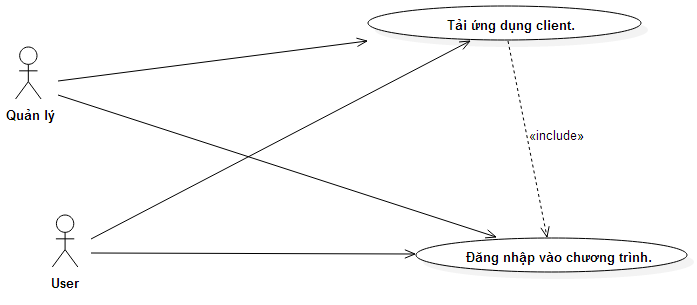 Tải ứng dụng client.
Quản lý
«include»
User
Đăng nhập vào chương trình.